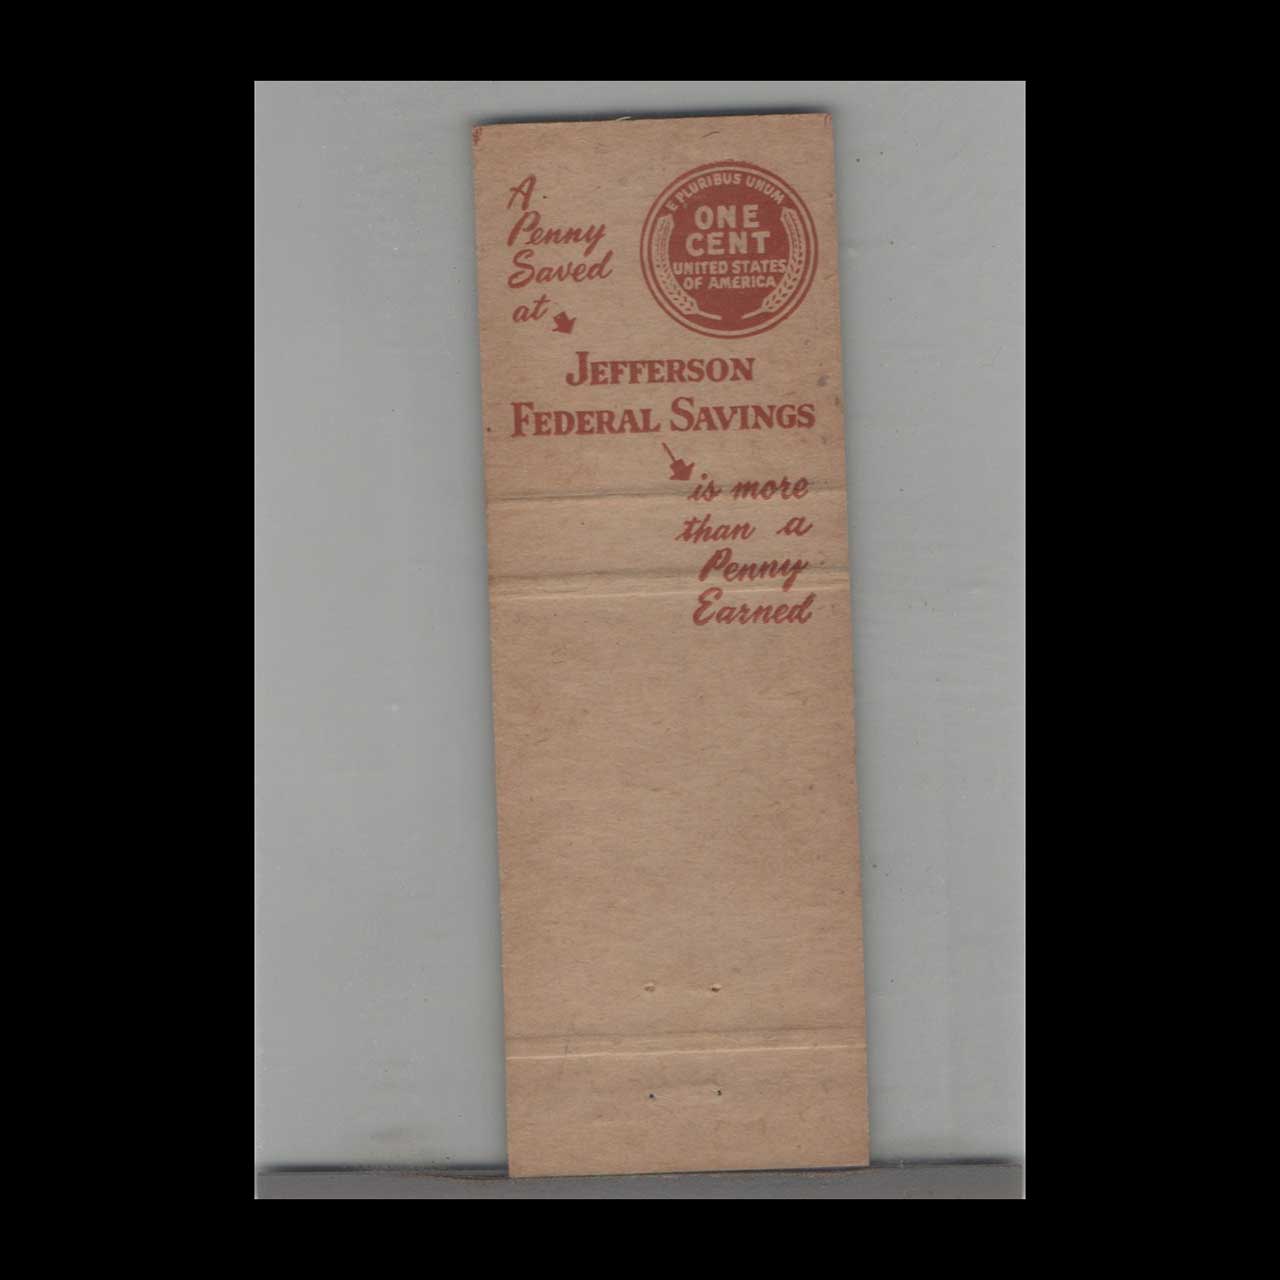 A
Penny
Saved
at
E PLURIBUS UNUM
ONE
CENT
UNITED STATES
OF AMERICA
JEFFERSON
FEDERAL SAVINGS
is more
than a
Penny
Earned